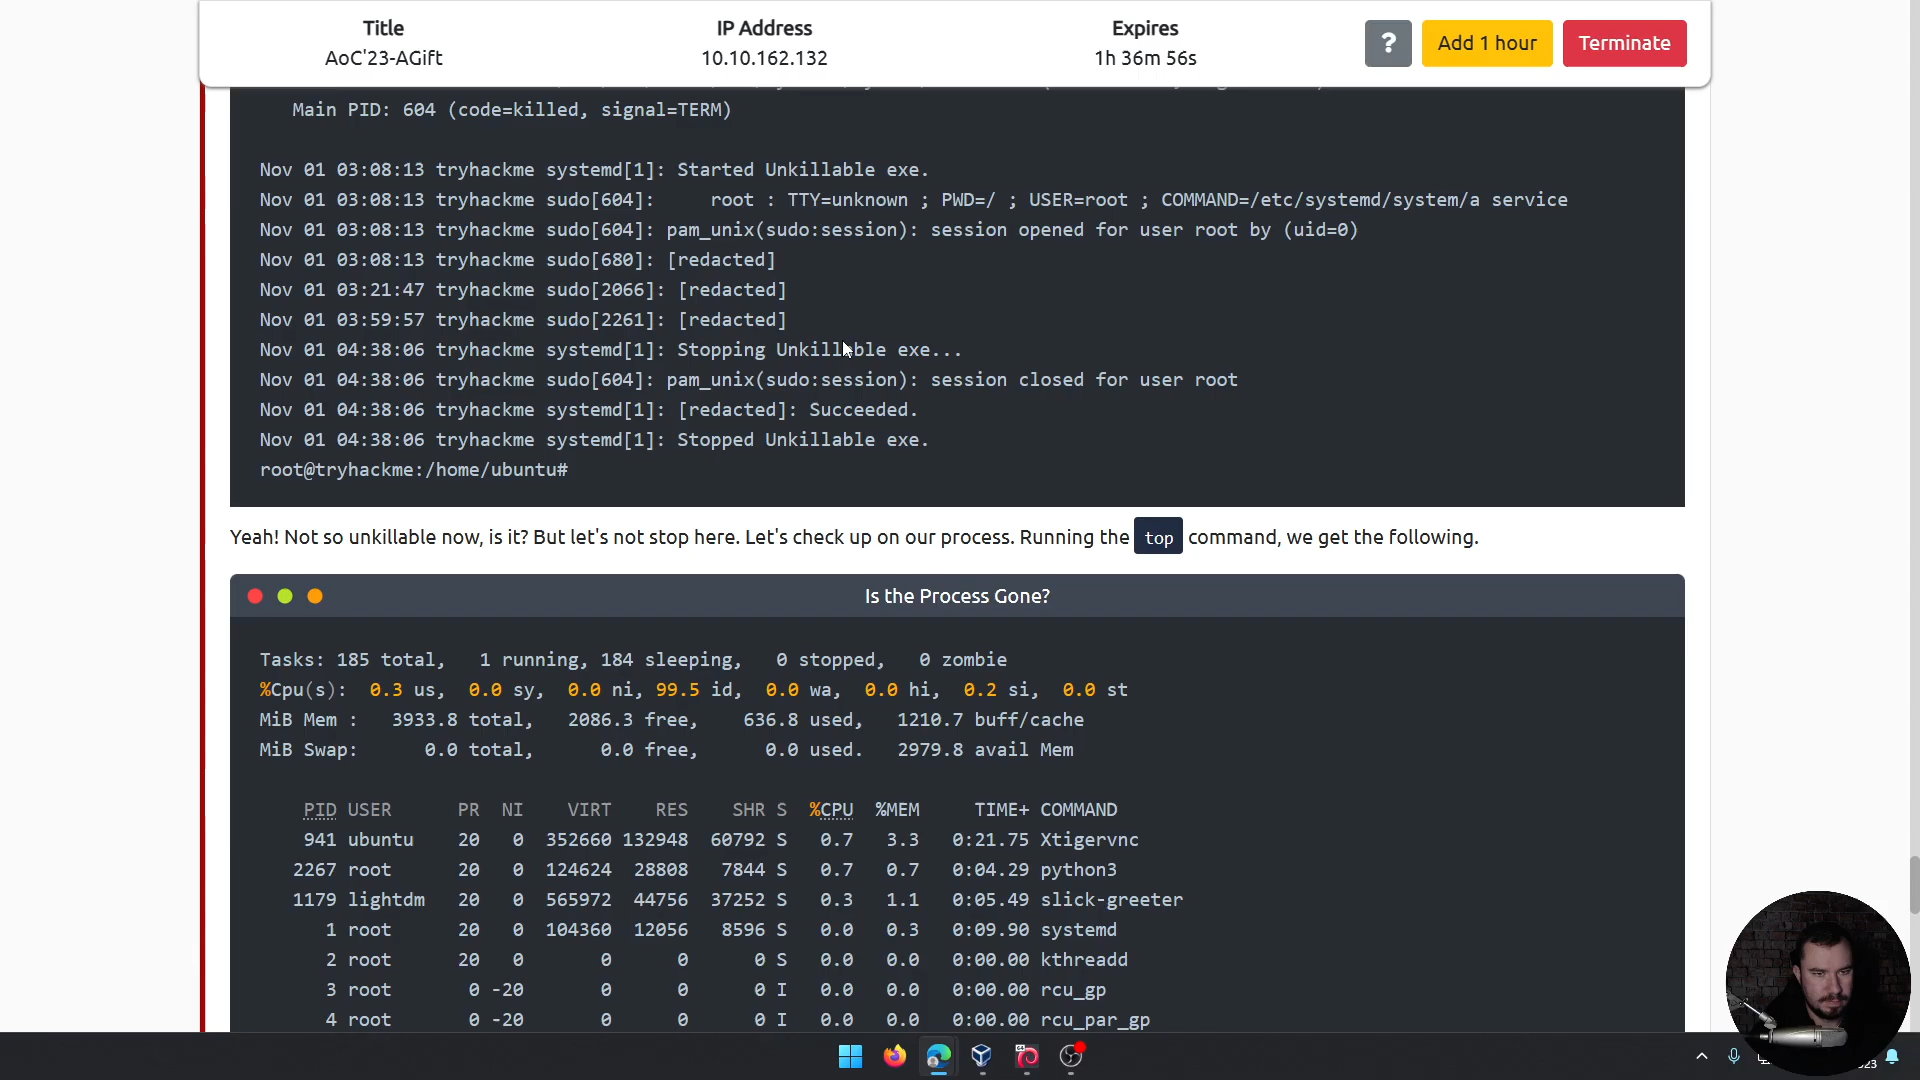 Title
AoC'23-AGift
IP Address
10.10.162.132
Expires
1h 36m 56s
?
Add 1 hour
Terminate
Main PID: 604 (code=killed, signal=TERM)
Nov 01 03:08:13 tryhackme systemd[1]: Started Unkillable exe.
Nov 01 03:08:13 tryhackme sudo[604]:     root : TTY=unknown ; PWD=/ ; USER=root ; COMMAND=/etc/systemd/system/a service
Nov 01 03:08:13 tryhackme sudo[604]: pam_unix(sudo:session): session opened for user root by (uid=0)
Nov 01 03:08:13 tryhackme sudo[680]: [redacted]
Nov 01 03:21:47 tryhackme sudo[2066]: [redacted]
Nov 01 03:59:57 tryhackme sudo[2261]: [redacted]
Nov 01 04:38:06 tryhackme systemd[1]: Stopping Unkillable exe...
Nov 01 04:38:06 tryhackme sudo[604]: pam_unix(sudo:session): session closed for user root
Nov 01 04:38:06 tryhackme systemd[1]: [redacted]: Succeeded.
Nov 01 04:38:06 tryhackme systemd[1]: Stopped Unkillable exe.
root@tryhackme:/home/ubuntu#
Yeah! Not so unkillable now, is it? But let's not stop here. Let's check up on our process. Running the top command, we get the following.
Is the Process Gone?
Tasks: 185 total,   1 running, 184 sleeping,   0 stopped,   0 zombie
%Cpu(s):  0.3 us,  0.0 sy,  0.0 ni, 99.5 id,  0.0 wa,  0.0 hi,  0.2 si,  0.0 st
MiB Mem :   3933.8 total,   2086.3 free,    636.8 used,   1210.7 buff/cache
MiB Swap:      0.0 total,      0.0 free,      0.0 used.   2979.8 avail Mem
PID USER      PR  NI    VIRT    RES    SHR S  %CPU  %MEM     TIME+ COMMAND
941 ubuntu    20   0  352660 132948  60792 S   0.7   3.3   0:21.75 Xtigervnc
2267 root      20   0  124624  28808   7844 S   0.7   0.7   0:04.29 python3
1179 lightdm   20   0  565972  44756  37252 S   0.3   1.1   0:05.49 slick-greeter
1 root      20   0  104360  12056   8596 S   0.0   0.3   0:09.90 systemd
2 root      20   0       0      0      0 S   0.0   0.0   0:00.00 kthreadd
3 root       0 -20       0      0      0 I   0.0   0.0   0:00.00 rcu_gp
4 root       0 -20       0      0      0 I   0.0   0.0   0:00.00 rcu_par_gp